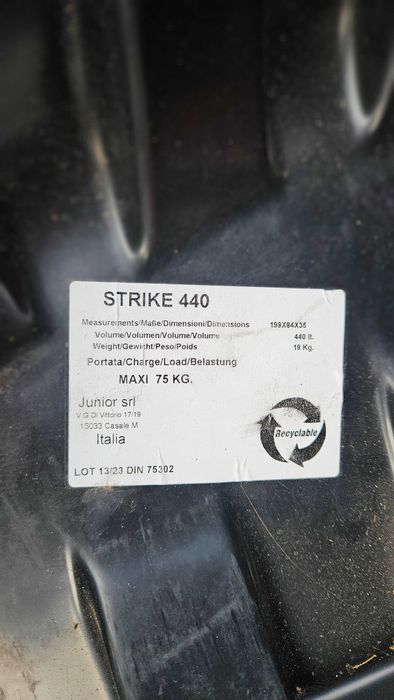 STRIKE 440
Measurements/Maße/Dimensioni/Dimensions 199X84X35
Volume/Volumen/Volume/Volume 440 lt.
Weight/Gewicht/Peso/Poids 19 Kg.
Portata/Charge/Load/Belastung
MAXI 75 KG.
Junior srl
V G Di Vittorio 17/19
15033 Casale M
Italia
Recyclable
LOT 13/23 DIN 75302